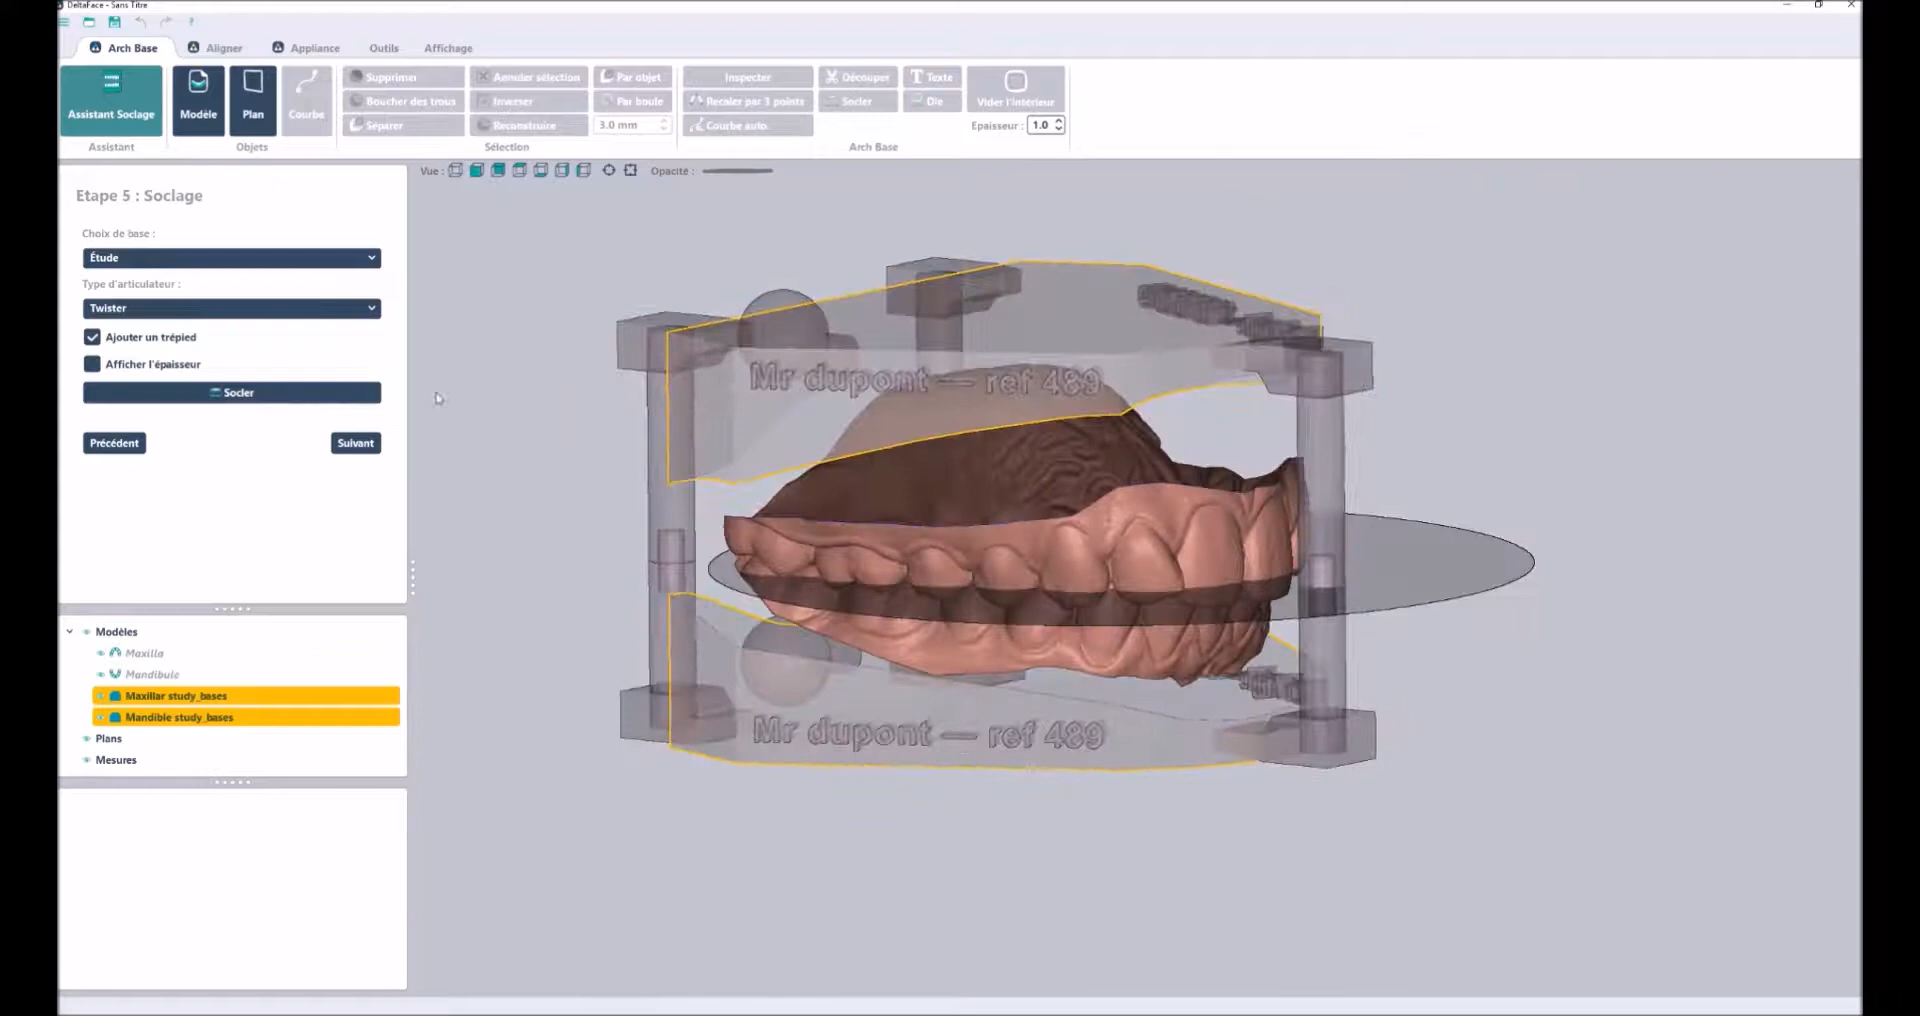 DeltaFace - Sans Titre
Arch Base
Aligner
Appliance
Outils
Affichage
Assistant Soclage
Modèle
Plan
Courbe
Supprimer
Annuler sélection
Par objet
Boucher des trous
Inverser
Par boule
Séparer
Reconstruire
3.0 mm
Inspecter
Découper
Texte
Recaler par 3 points
Socler
Die
Courbe auto.
Vider l'intérieur
Epaisseur : 1.0
Assistant
Objets
Sélection
Arch Base
Vue :
Opacité :
Etape 5 : Soclage
Choix de base :
Étude
Type d'articulateur :
Twister
Ajouter un trépied
Afficher l'épaisseur
Socler
Précédent
Suivant
Modèles
Maxilla
Mandibule
Maxillar study_bases
Mandible study_bases
Plans
Mesures
Mr dupont — ref 489
Mr dupont — ref 489